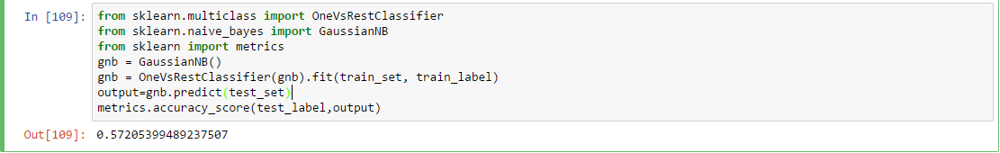 In [109]: from sklearn.multiclass import OneVsRestClassifier
from sklearn.naive_bayes import GaussianNB
from sklearn import metrics
gnb = GaussianNB()
gnb = OneVsRestClassifier(gnb).fit(train_set, train_label)
output=gnb.predict(test_set)
metrics.accuracy_score(test_label,output)
Out[109]: 0.57205399489237507